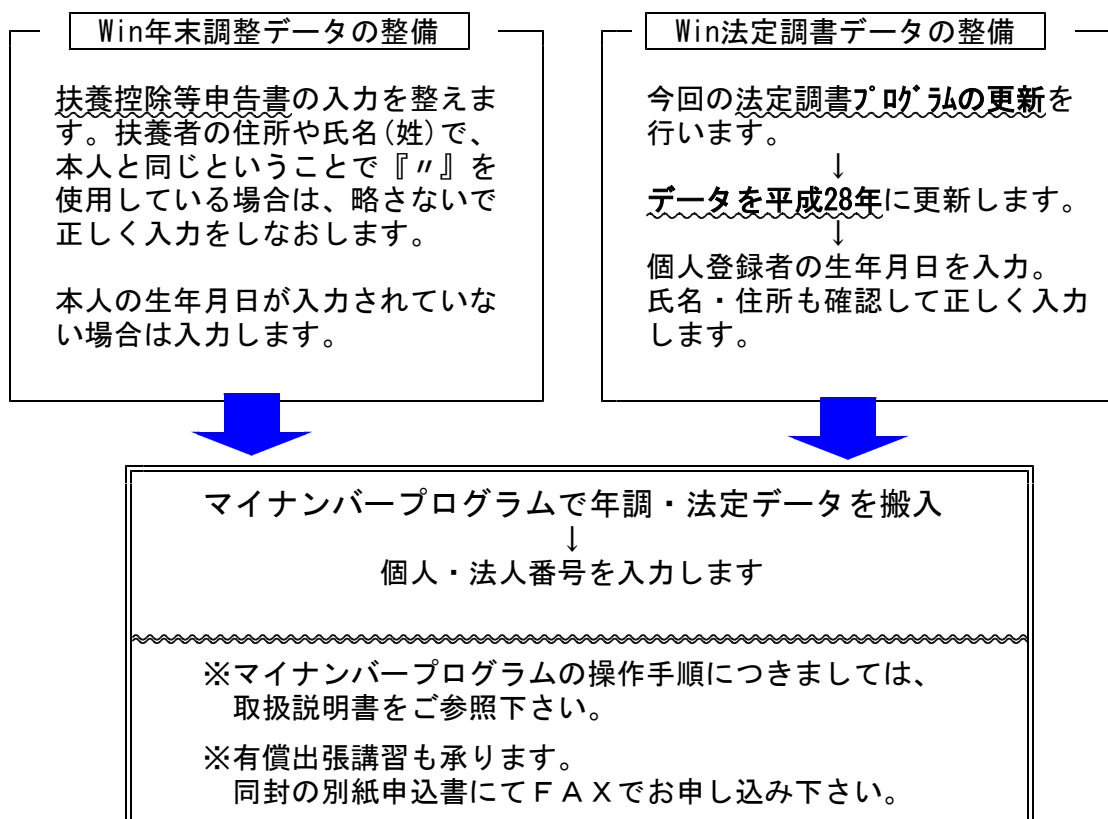 Win年末調整データの整備
扶養控除等申告書の入力を整えま
す。扶養者の住所や氏名(姓)で、
本人と同じということで『〃』を
使用している場合は、略さないで
正しく入力をしなおします。
本人の生年月日が入力されていな
い場合は入力します。
Win法定調書データの整備
今回の法定調書ﾌﾟﾛｸﾞﾗﾑの更新を
行います。
↓
データを平成28年に更新します。
↓
個人登録者の生年月日を入力。
氏名・住所も確認して正しく入力
します。
マイナンバープログラムで年調・法定データを搬入
↓
個人・法人番号を入力します
※マイナンバープログラムの操作手順につきましては、
取扱説明書をご参照下さい。
※有償出張講習も承ります。
同封の別紙申込書にてＦＡＸでお申し込み下さい。